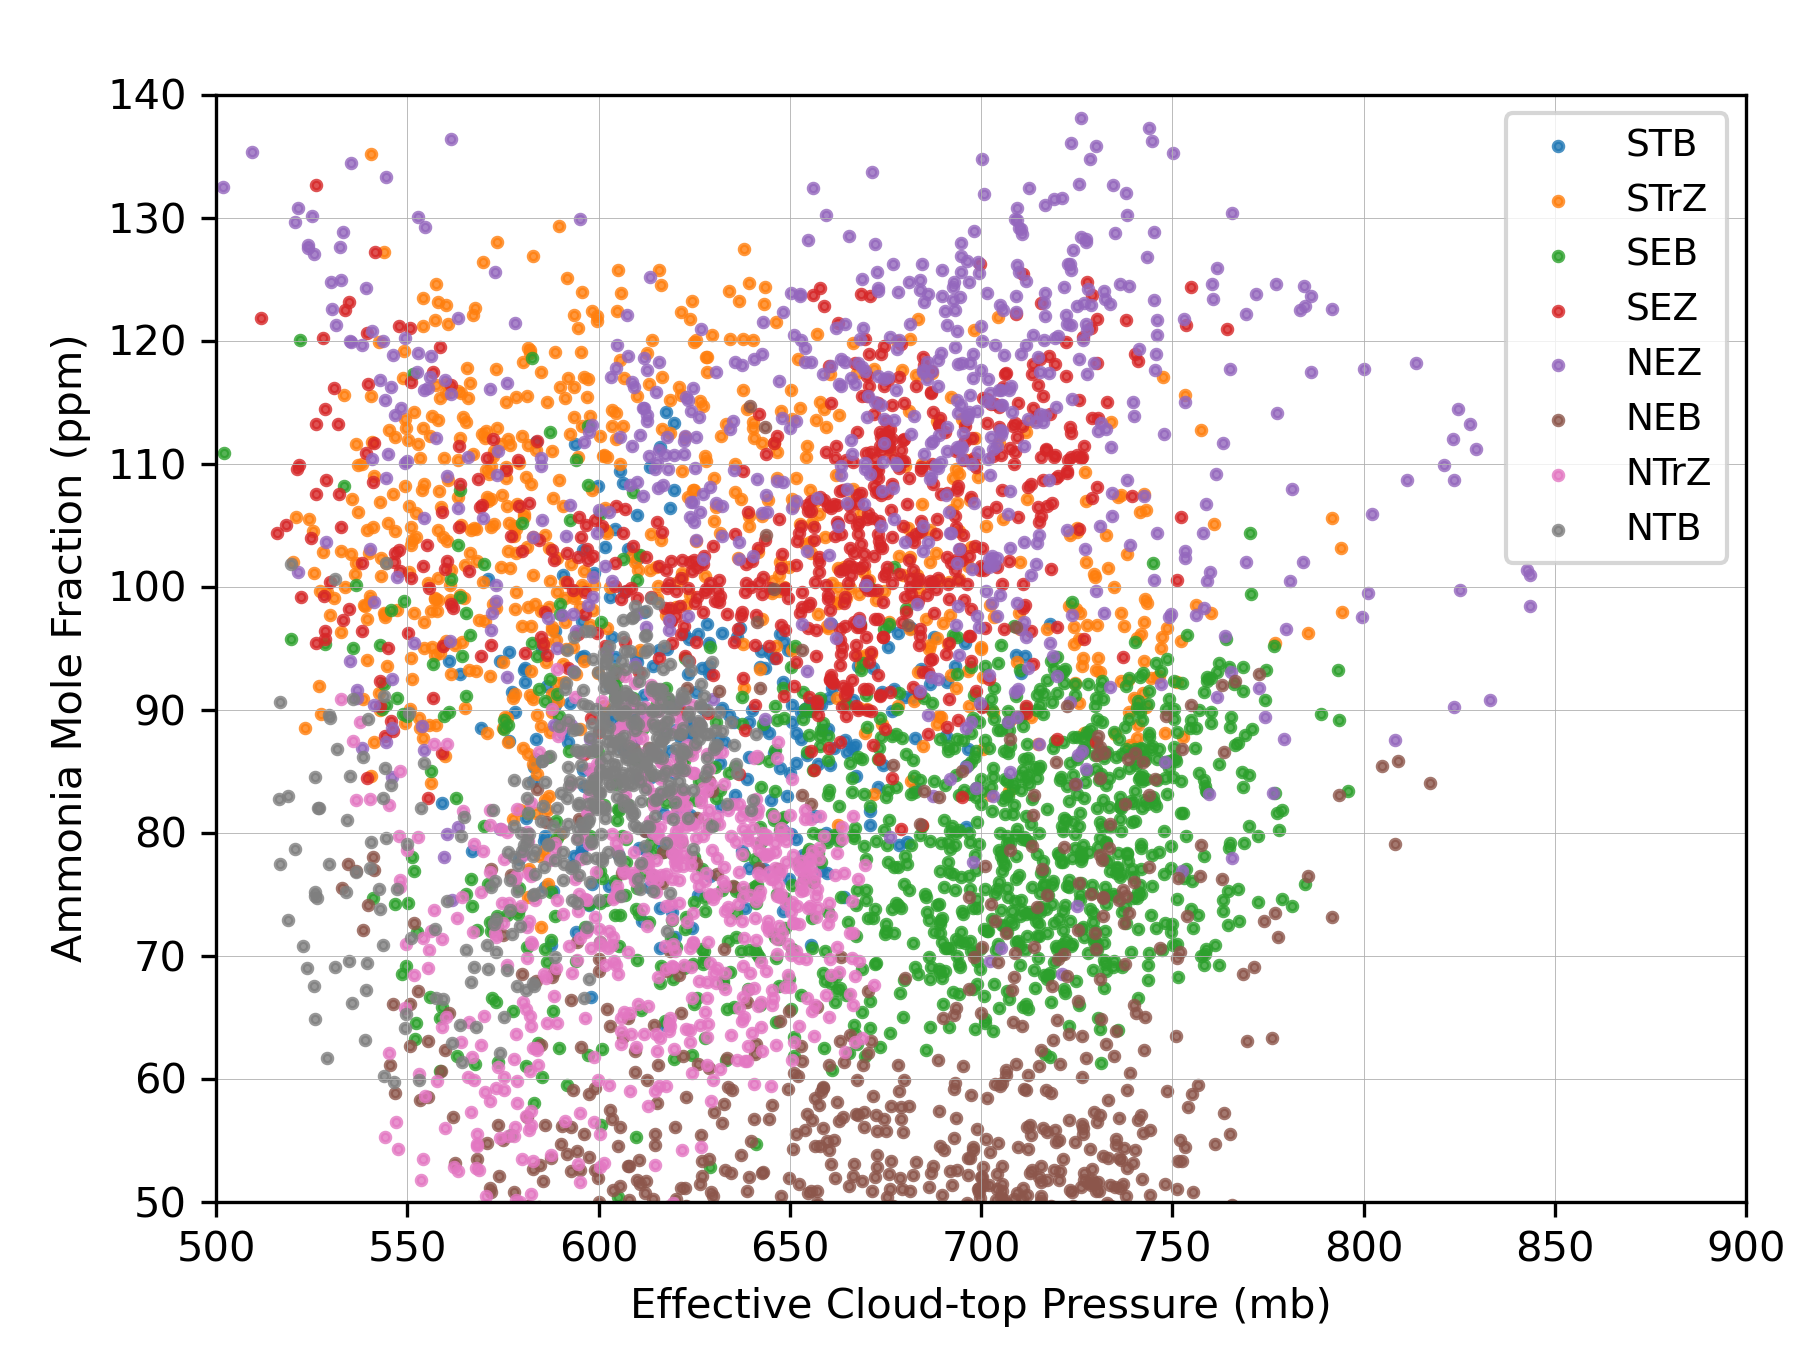 140
130
120
110
100
90
80
70
60
50
Ammonia Mole Fraction (ppm)
STB
STrZ
SEB
SEZ
NEZ
NEB
NTrZ
NTB
500 550 600 650 700 750 800 850 900
Effective Cloud-top Pressure (mb)